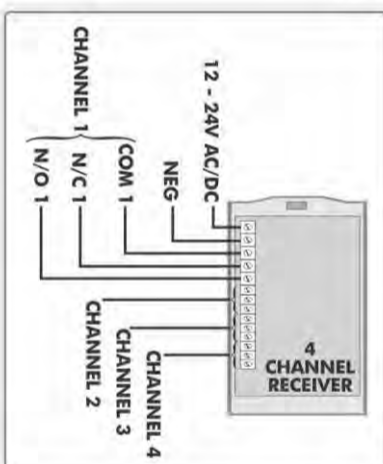 12 - 24V AC/DC
NEG
COM 1
N/C 1
N/O 1
CHANNEL 1
4
CHANNEL
RECEIVER
CHANNEL 2
CHANNEL 3
CHANNEL 4